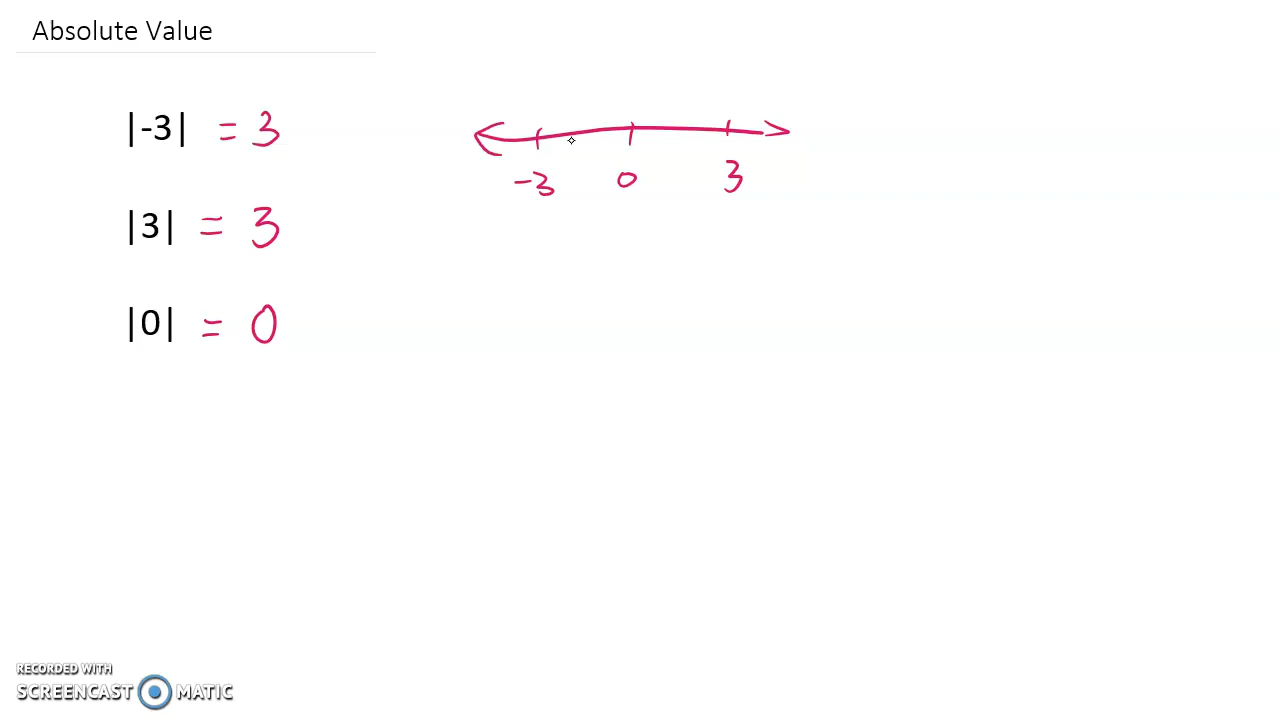 Absolute Value
|-3| = 3
-3 0 3
|3| = 3
|0| = 0
RECORDED WITH
SCREENCAST MATIC